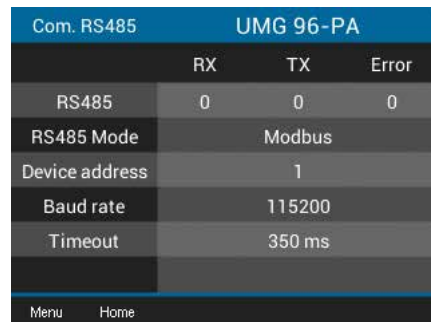 Com. RS485 UMG 96-PA
RX TX Error
RS485 0 0 0
RS485 Mode Modbus
Device address 1
Baud rate 115200
Timeout 350 ms
Menu Home